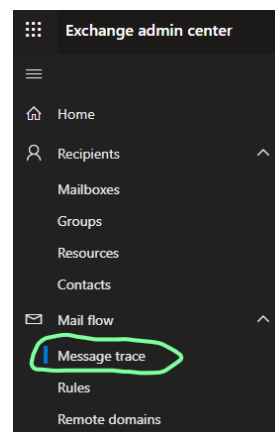 Exchange admin center
Home
Recipients
Mailboxes
Groups
Resources
Contacts
Mail flow
Message trace
Rules
Remote domains